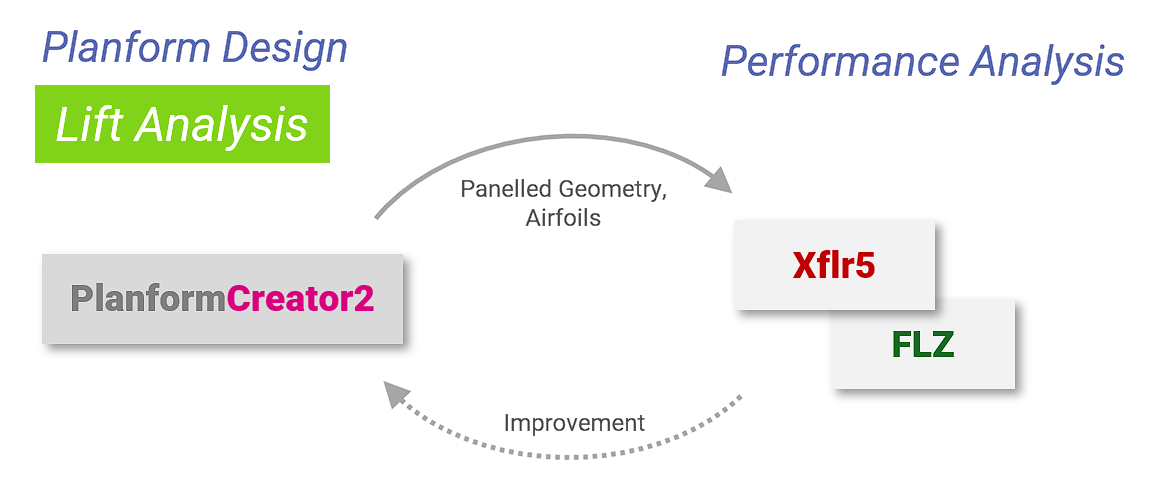 Planform Design
Lift Analysis
Performance Analysis
Panelled Geometry,
Airfoils
PlanformCreator2
Xflr5
FLZ
Improvement